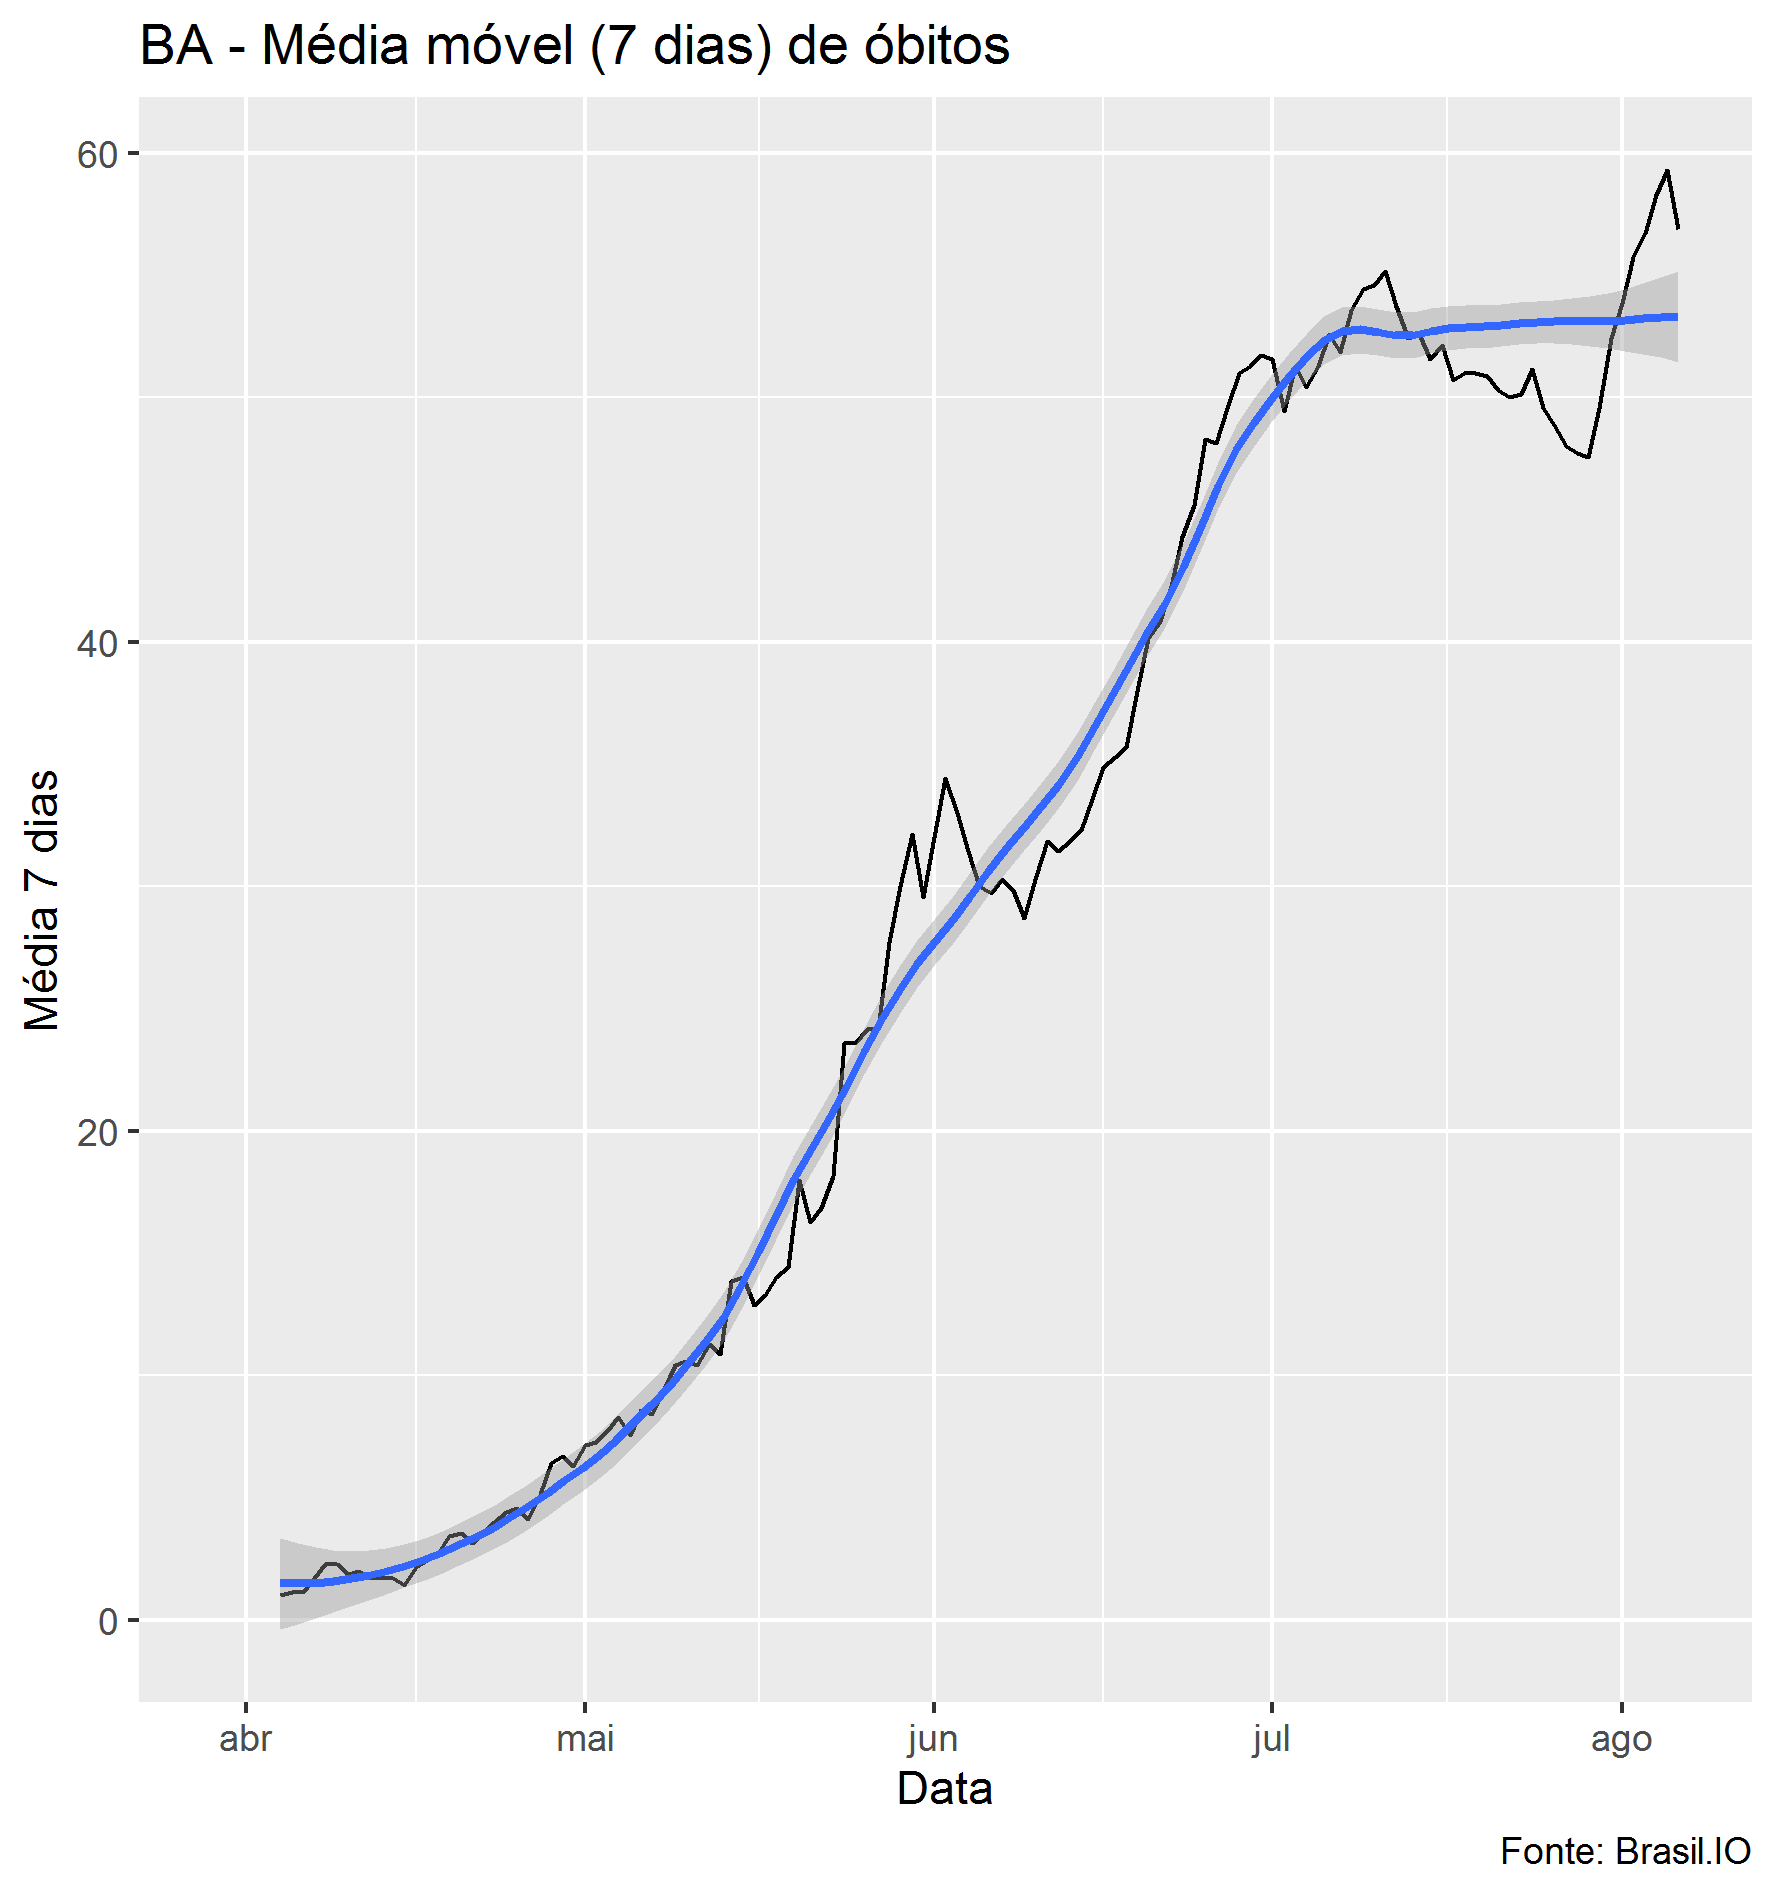 BA - Média móvel (7 dias) de óbitos
Média 7 dias
60
40
20
0
abr mai jun jul ago
Data
Fonte: Brasil.IO